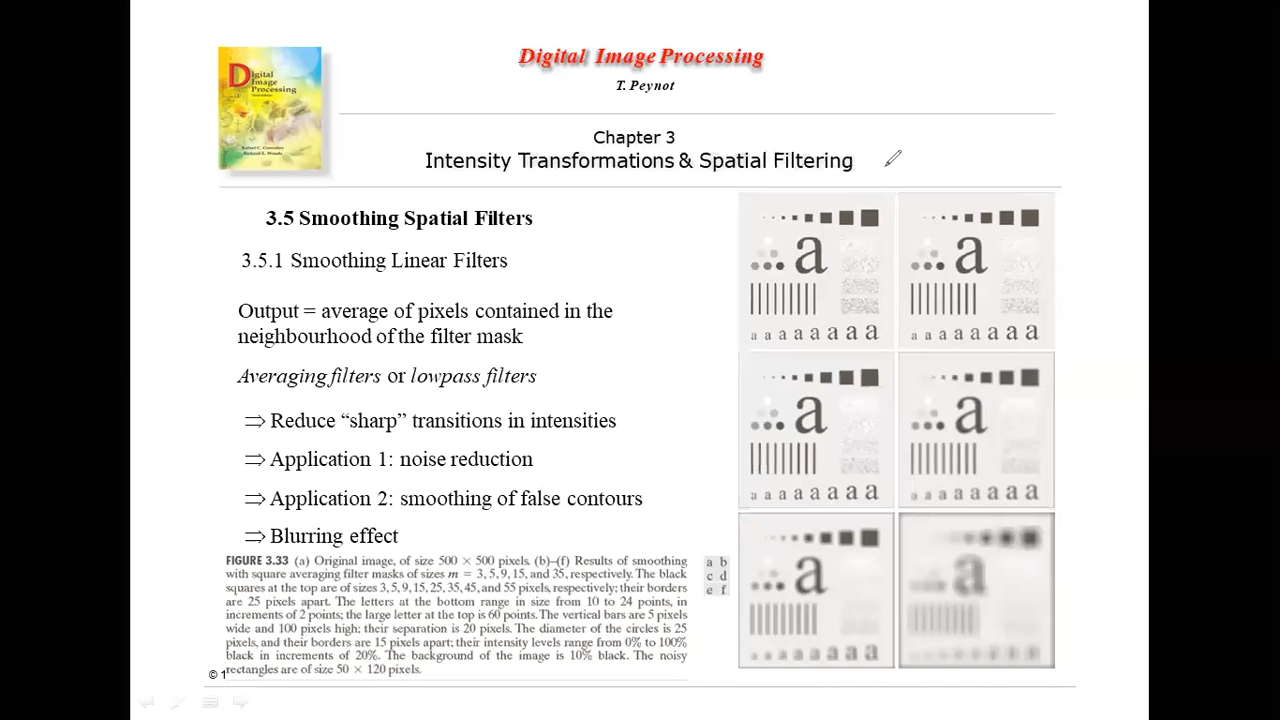 Digital Image Processing
T. Peynot
Digital
Image
Processing
Rafael C. Gonzalez
Richard E. Woods
Chapter 3
Intensity Transformations & Spatial Filtering
3.5 Smoothing Spatial Filters
3.5.1 Smoothing Linear Filters
Output = average of pixels contained in the
neighbourhood of the filter mask
Averaging filters or lowpass filters
⇒ Reduce “sharp” transitions in intensities
⇒ Application 1: noise reduction
⇒ Application 2: smoothing of false contours
⇒ Blurring effect
FIGURE 3.33 (a) Original image, of size 500 × 500 pixels. (b)–(f) Results of smoothing
with square averaging filter masks of sizes m = 3, 5, 9, 15, and 35, respectively. The black
squares at the top are of sizes 3, 5, 9, 15, 25, 35, 45, and 55 pixels, respectively; their borders
are 25 pixels apart. The letters at the bottom range in size from 10 to 24 points, in
increments of 2 points; the large letter at the top is 60 points. The vertical bars are 5 pixels
wide and 100 pixels high; their separation is 20 pixels. The diameter of the circles is 25
pixels, and their borders are 15 pixels apart; their intensity levels range from 0% to 100%
black in increments of 20%. The background of the image is 10% black. The noisy
rectangles are of size 50 × 120 pixels.
a b
c d
e f
© 1
a
a a a a a a a a
a
a a a a a a a a
a
a a a a a a a a
a
a a a a a a a a
a
a a a a a a a a
a